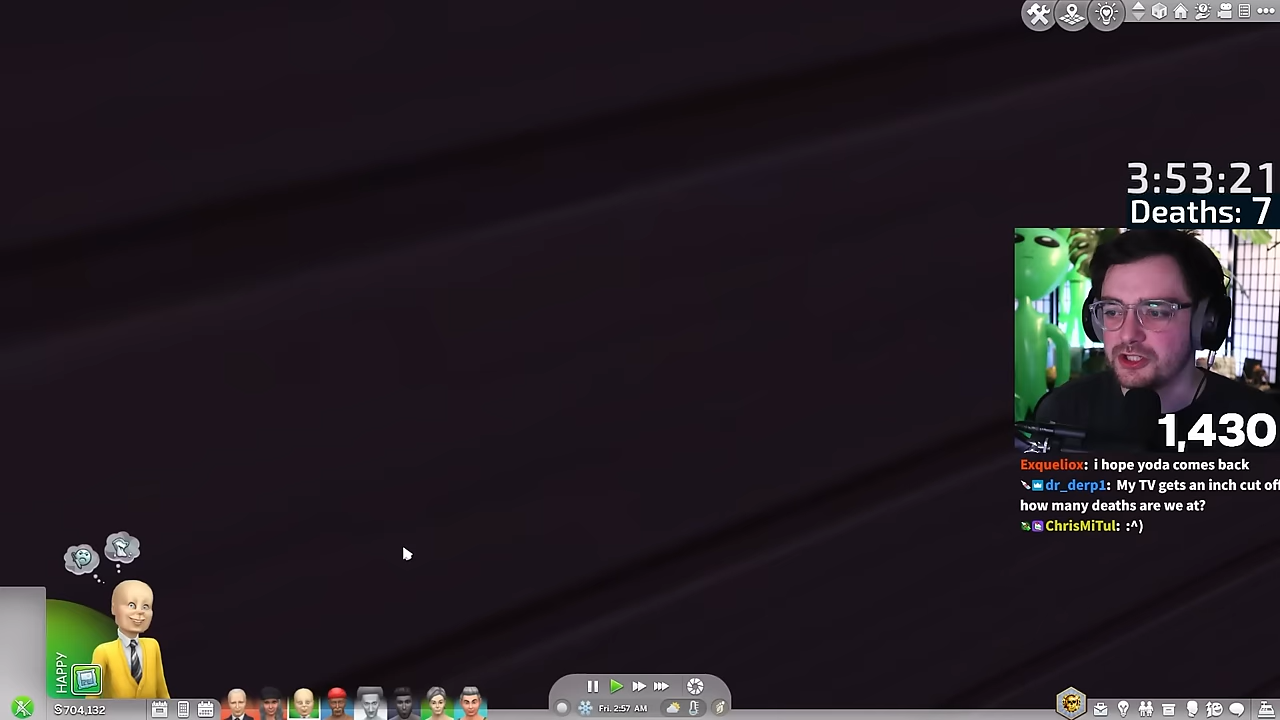 3:53:21
Deaths: 7
1,430
Exqueliox: i hope yoda comes back
dr_derp1: My TV gets an inch cut off
how many deaths are we at?
ChrisMiTul: :^)
HAPPY
§704,132
Fri. 2:57 AM